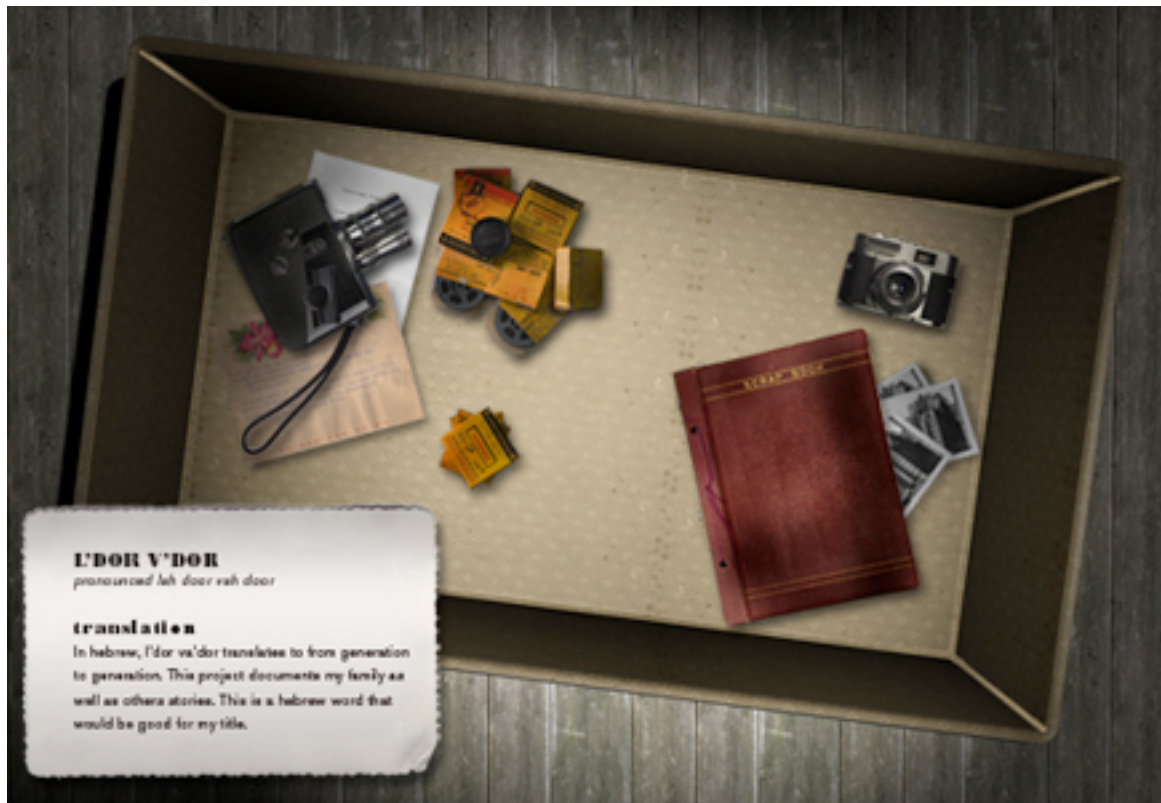 SCRAP BOOK
L'DOR V'DOR
pronounced leh door veh door
translation
In hebrew, l'dor va'dor translates to from generation
to generation. This project documents my family as
well as others stories. This is a hebrew word that
would be good for my title.